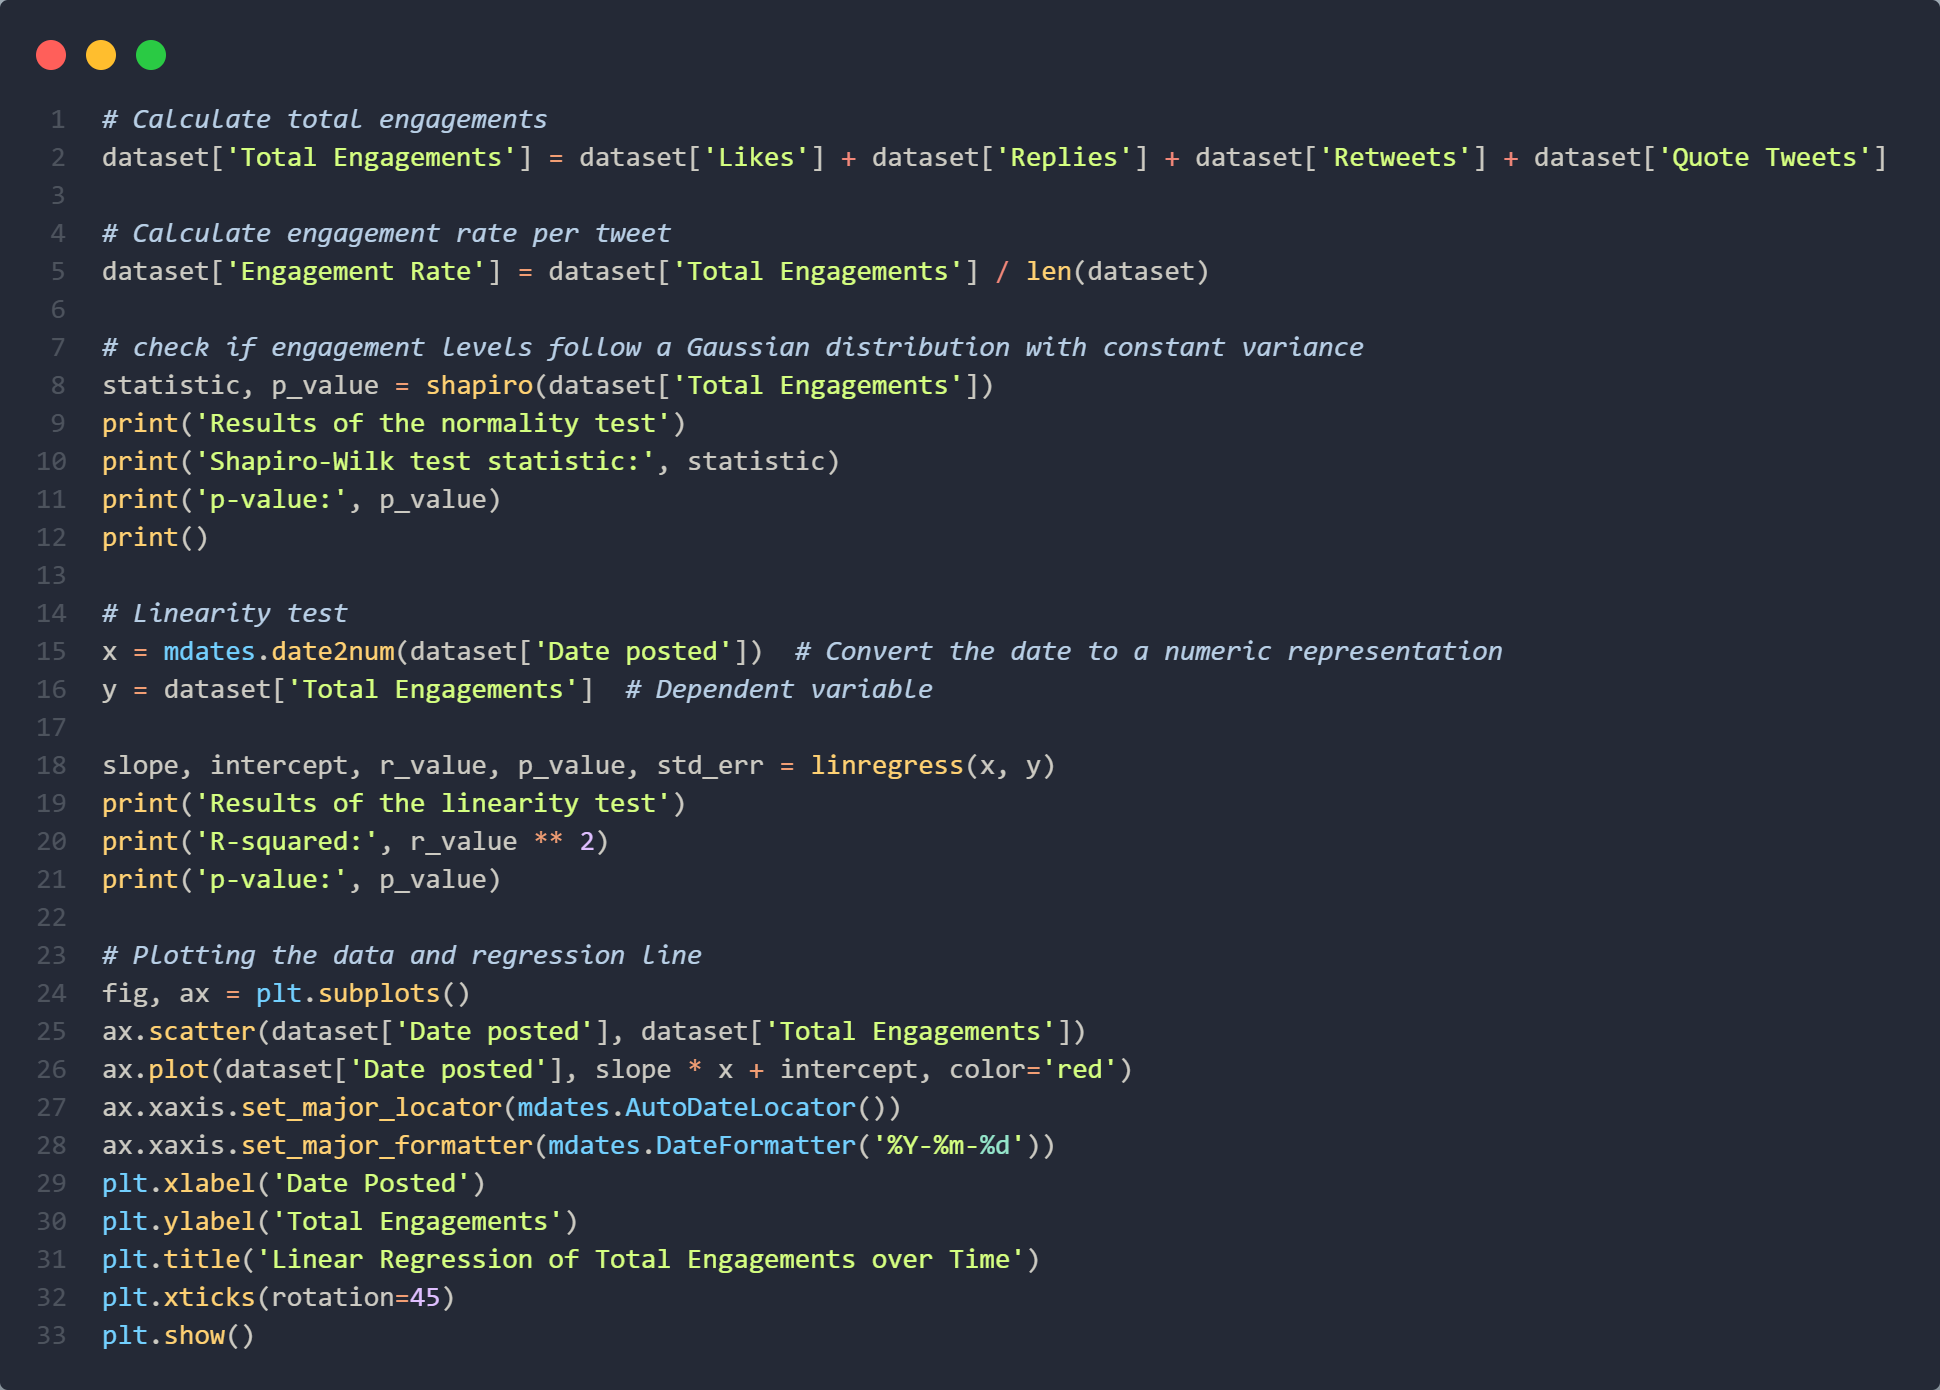 1 # Calculate total engagements
2 dataset['Total Engagements'] = dataset['Likes'] + dataset['Replies'] + dataset['Retweets'] + dataset['Quote Tweets']
3
4 # Calculate engagement rate per tweet
5 dataset['Engagement Rate'] = dataset['Total Engagements'] / len(dataset)
6
7 # check if engagement levels follow a Gaussian distribution with constant variance
8 statistic, p_value = shapiro(dataset['Total Engagements'])
9 print('Results of the normality test')
10 print('Shapiro-Wilk test statistic:', statistic)
11 print('p-value:', p_value)
12 print()
13
14 # Linearity test
15 x = mdates.date2num(dataset['Date posted'])  # Convert the date to a numeric representation
16 y = dataset['Total Engagements']  # Dependent variable
17
18 slope, intercept, r_value, p_value, std_err = linregress(x, y)
19 print('Results of the linearity test')
20 print('R-squared:', r_value ** 2)
21 print('p-value:', p_value)
22
23 # Plotting the data and regression line
24 fig, ax = plt.subplots()
25 ax.scatter(dataset['Date posted'], dataset['Total Engagements'])
26 ax.plot(dataset['Date posted'], slope * x + intercept, color='red')
27 ax.xaxis.set_major_locator(mdates.AutoDateLocator())
28 ax.xaxis.set_major_formatter(mdates.DateFormatter('%Y-%m-%d'))
29 plt.xlabel('Date Posted')
30 plt.ylabel('Total Engagements')
31 plt.title('Linear Regression of Total Engagements over Time')
32 plt.xticks(rotation=45)
33 plt.show()